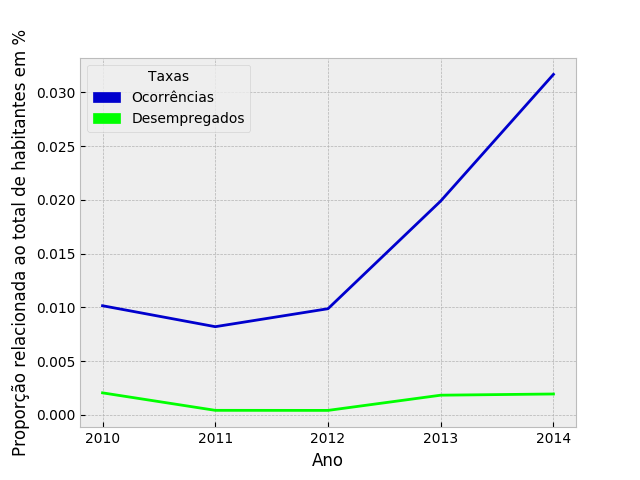 Proporção relacionada ao total de habitantes em %
Taxas
Ocorrências
Desempregados
0.030
0.025
0.020
0.015
0.010
0.005
0.000
2010 2011 2012 2013 2014
Ano